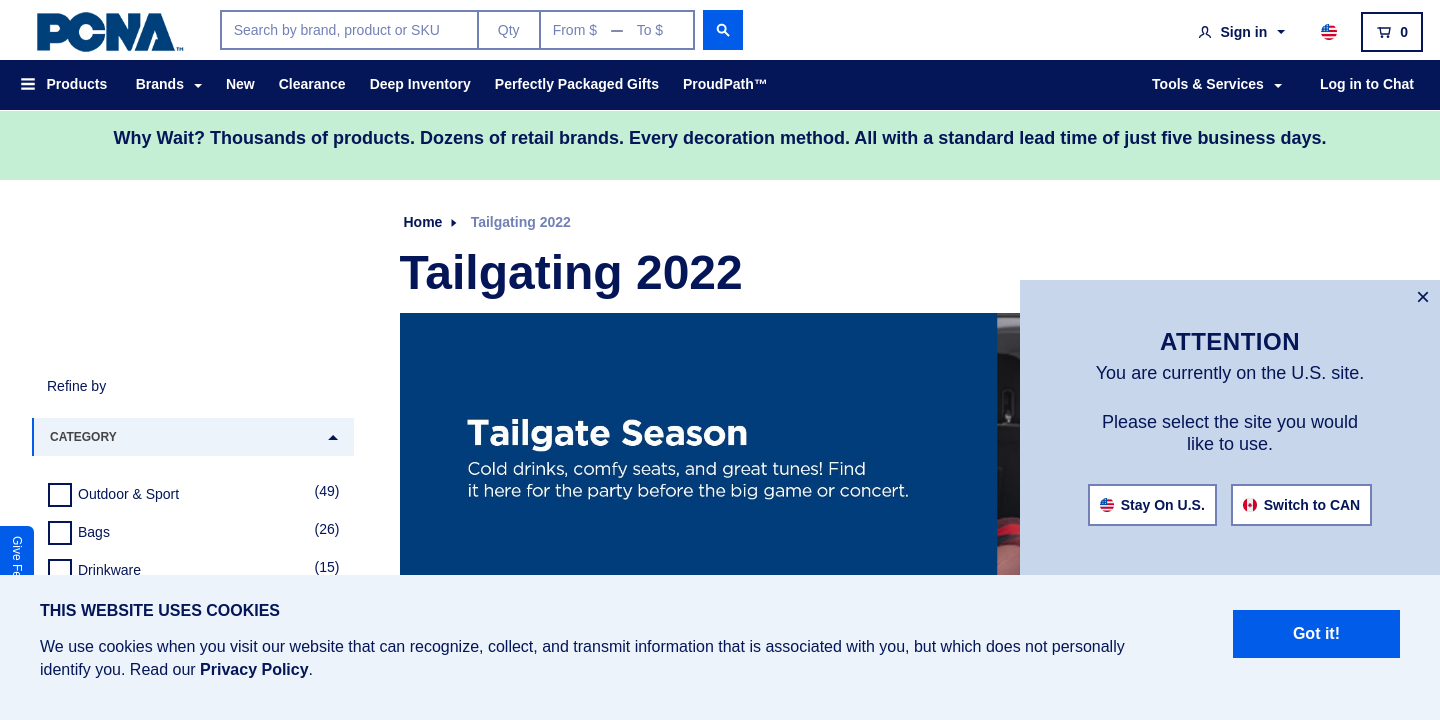 PCNA™
Search by brand, product or SKU
Qty
From $ — To $
Sign in
0
Products
Brands
New
Clearance
Deep Inventory
Perfectly Packaged Gifts
ProudPath™
Tools & Services
Log in to Chat
Why Wait? Thousands of products. Dozens of retail brands. Every decoration method. All with a standard lead time of just five business days.
Home
Tailgating 2022
Tailgating 2022
Tailgate Season
Cold drinks, comfy seats, and great tunes! Find
it here for the party before the big game or concert.
Refine by
CATEGORY
Outdoor & Sport (49)
Bags (26)
Drinkware (15)
Give
×
ATTENTION
You are currently on the U.S. site.
Please select the site you would
like to use.
Stay On U.S.
Switch to CAN
THIS WEBSITE USES COOKIES
We use cookies when you visit our website that can recognize, collect, and transmit information that is associated with you, but which does not personally
identify you. Read our Privacy Policy.
Got it!